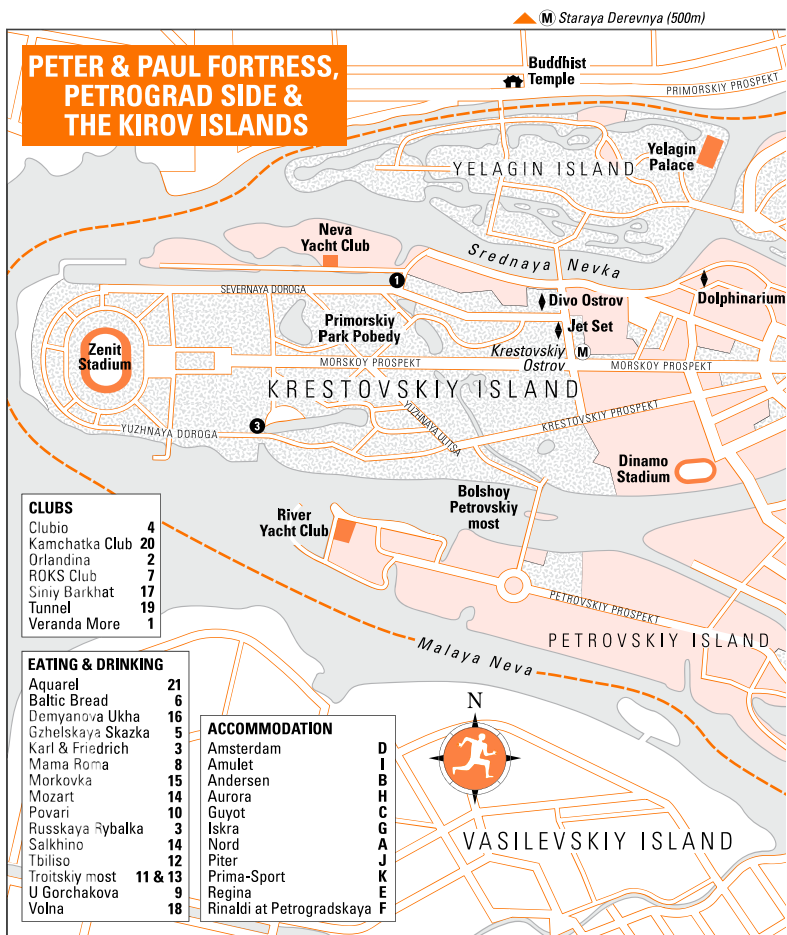 Ⓜ Staraya Derevnya (500m)
PETER & PAUL FORTRESS,
PETROGRAD SIDE &
THE KIROV ISLANDS
Buddhist
Temple
PRIMORSKIY PROSPEKT
YELAGIN ISLAND
Yelagin
Palace
Neva
Yacht Club
Srednaya Nevka
1
SEVERNAYA DOROGA
Divo Ostrov
Dolphinarium
Primorskiy
Park Pobedy
Jet Set
Zenit
Stadium
Krestovskiy
Ostrov
M
MORSKOY PROSPEKT
MORSKOY PROSPEKT
KRESTOVSKIY ISLAND
YUZHNAYA ULITSA
KRESTOVSKIY PROSPEKT
YUZHNAYA DOROGA
3
Dinamo
Stadium
Bolshoy
Petrovskiy
most
River
Yacht Club
PETROVSKIY PROSPEKT
PETROVSKIY ISLAND
Malaya Neva
CLUBS
Clubio 4
Kamchatka Club 20
Orlandina 2
ROKS Club 7
Siniy Barkhat 17
Tunnel 19
Veranda More 1
EATING & DRINKING
Aquarel 21
Baltic Bread 6
Demyanova Ukha 16
Gzhelskaya Skazka 5
Karl & Friedrich 3
Mama Roma 8
Morkovka 15
Mozart 14
Povari 10
Russkaya Rybalka 3
Salkhino 14
Tbiliso 12
Troitskiy most 11 & 13
U Gorchakova 9
Volna 18
ACCOMMODATION
Amsterdam D
Amulet I
Andersen B
Aurora H
Guyot C
Iskra G
Nord A
Piter J
Prima-Sport K
Regina E
Rinaldi at Petrogradskaya F
N
VASILEVSKIY ISLAND